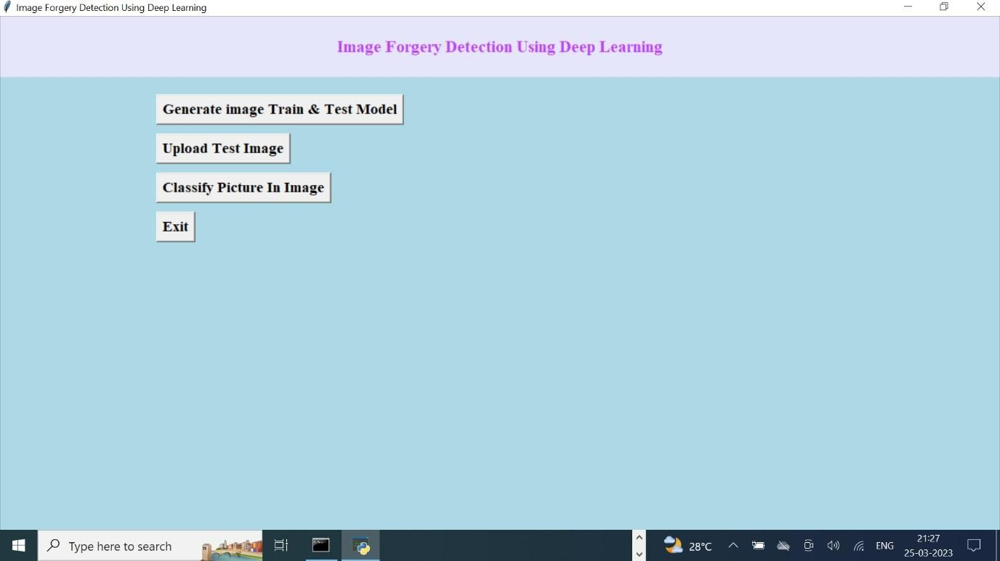 Image Forgery Detection Using Deep Learning
Image Forgery Detection Using Deep Learning
Generate image Train & Test Model
Upload Test Image
Classify Picture In Image
Exit
Type here to search
28°C
ENG
21:27
25-03-2023